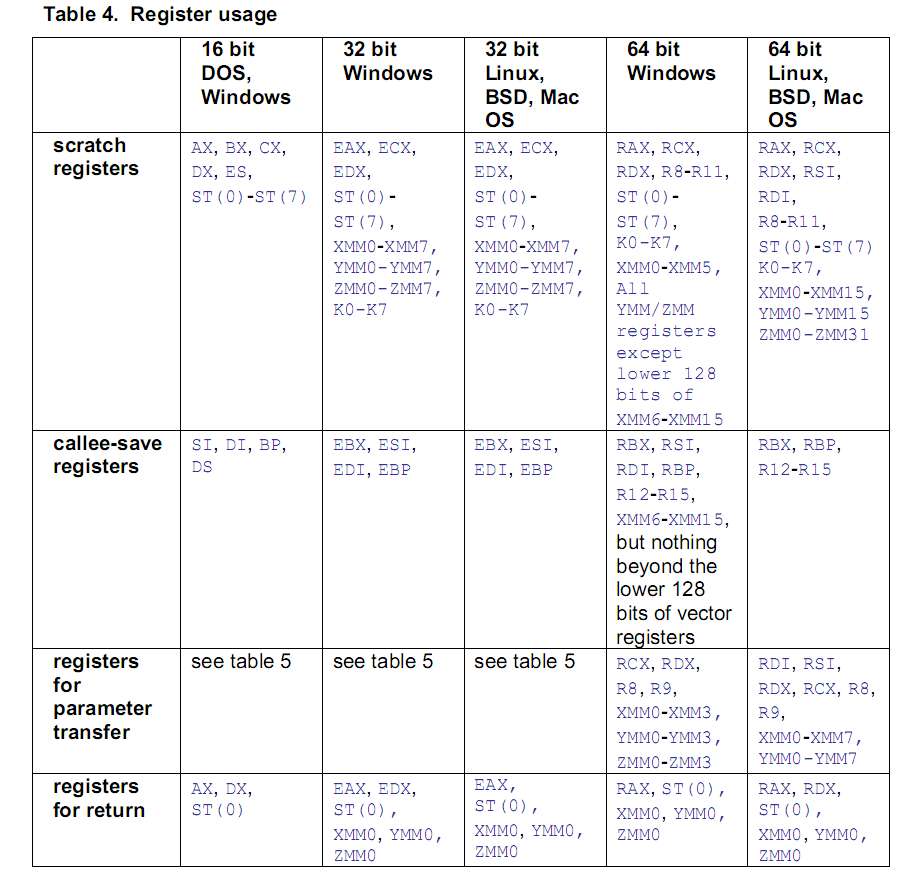 Table 4.  Register usage
16 bit
DOS,
Windows
32 bit
Windows
32 bit
Linux,
BSD, Mac
OS
64 bit
Windows
64 bit
Linux,
BSD, Mac
OS
scratch
registers
AX, BX, CX,
DX, ES,
ST(0)-ST(7)
EAX, ECX,
EDX,
ST(0)-
ST(7),
XMM0-XMM7,
YMM0-YMM7,
ZMM0-ZMM7,
K0-K7
EAX, ECX,
EDX,
ST(0)-
ST(7),
XMM0-XMM7,
YMM0-YMM7,
ZMM0-ZMM7,
K0-K7
RAX, RCX,
RDX, R8-R11,
ST(0)-
ST(7),
K0-K7,
XMM0-XMM5,
All
YMM/ZMM
registers
except
lower 128
bits of
XMM6-XMM15
RAX, RCX,
RDX, RSI,
RDI,
R8-R11,
ST(0)-ST(7)
K0-K7,
XMM0-XMM15,
YMM0-YMM15
ZMM0-ZMM31
callee-save
registers
SI, DI, BP,
DS
EBX, ESI,
EDI, EBP
EBX, ESI,
EDI, EBP
RBX, RSI,
RDI, RBP,
R12-R15,
XMM6-XMM15,
but nothing
beyond the
lower 128
bits of vector
registers
RBX, RBP,
R12-R15
registers
for
parameter
transfer
see table 5
see table 5
see table 5
RCX, RDX,
R8, R9,
XMM0-XMM3,
YMM0-YMM3,
ZMM0-ZMM3
RDI, RSI,
RDX, RCX, R8,
R9,
XMM0-XMM7,
YMM0-YMM7
registers
for return
AX, DX,
ST(0)
EAX, EDX,
ST(0),
XMM0, YMM0,
ZMM0
EAX,
ST(0),
XMM0, YMM0,
ZMM0
RAX, ST(0),
XMM0, YMM0,
ZMM0
RAX, RDX,
ST(0),
XMM0, YMM0,
ZMM0